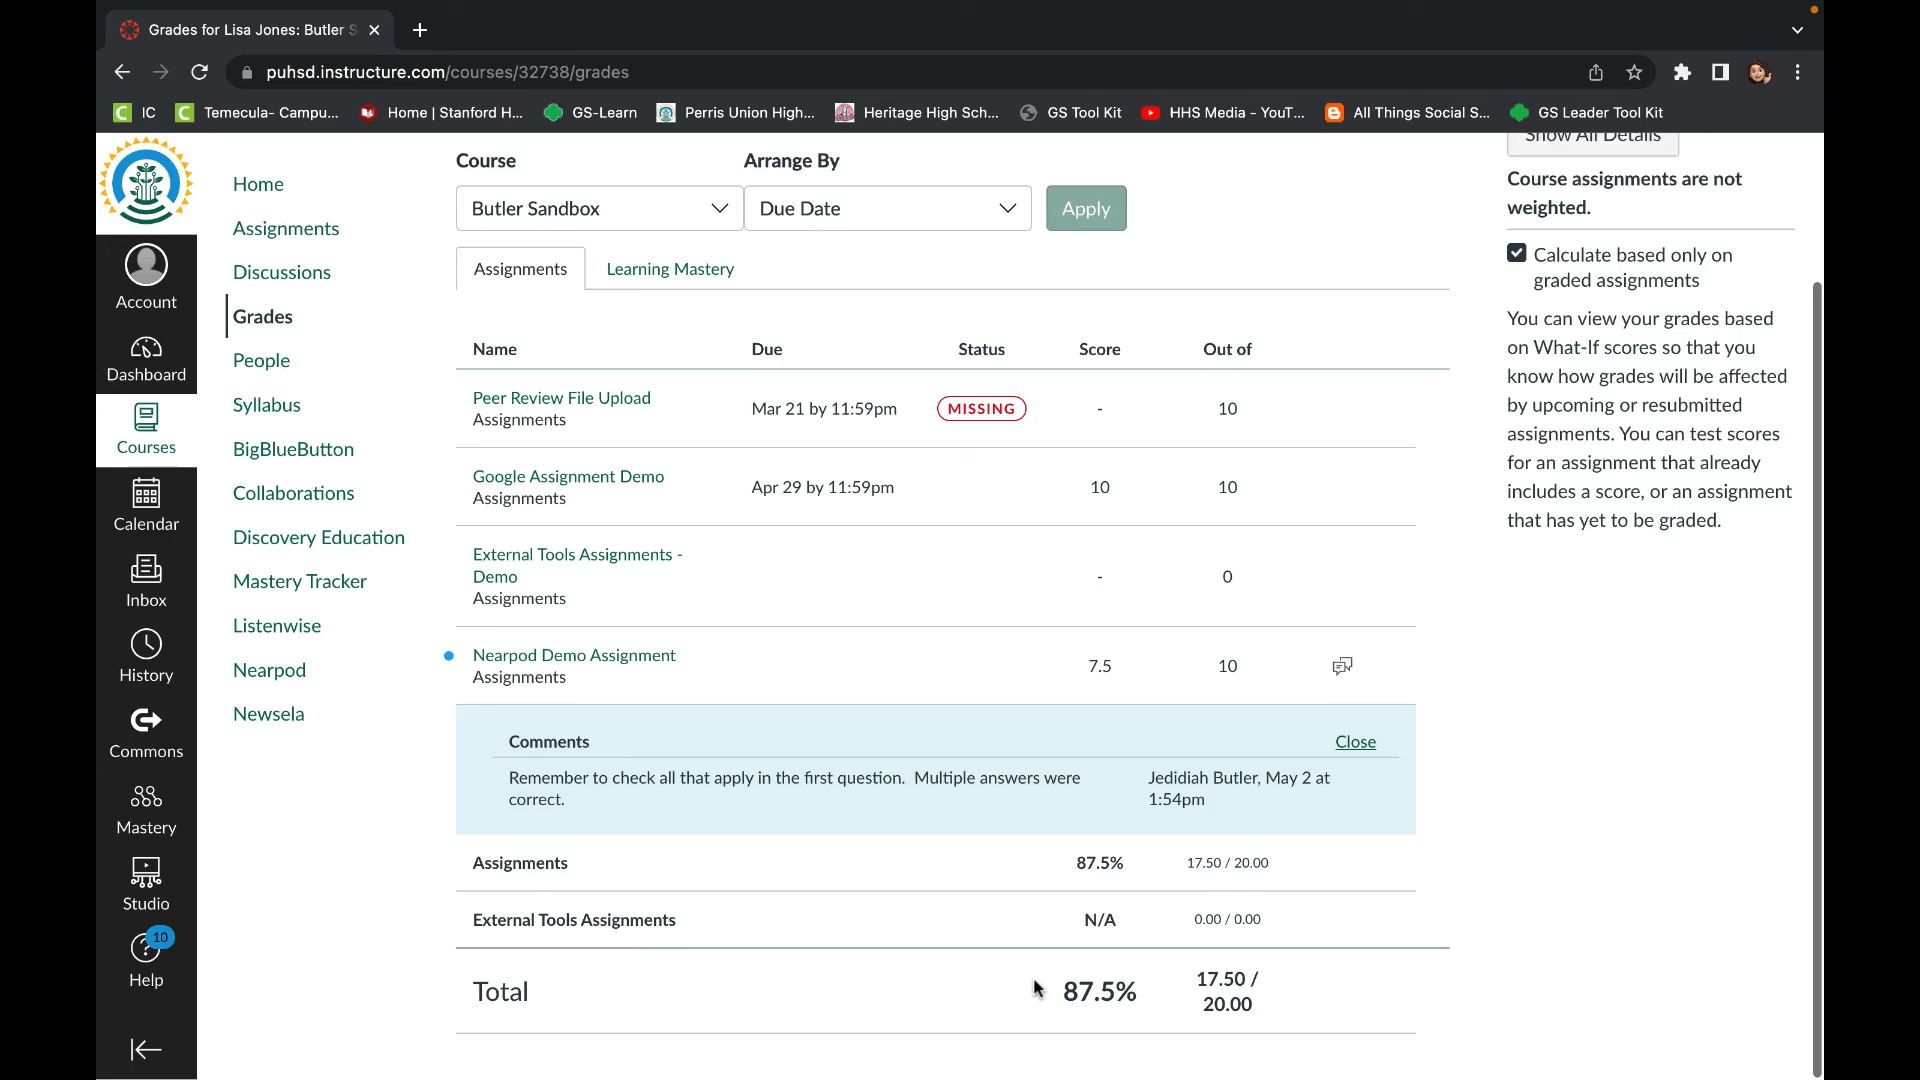 Grades for Lisa Jones: Butler S
puhsd.instructure.com/courses/32738/grades
IC
Temecula- Campu...
Home | Stanford H...
GS-Learn
Perris Union High...
Heritage High Sch...
GS Tool Kit
HHS Media - YouT...
All Things Social S...
GS Leader Tool Kit
Account
Dashboard
Courses
Calendar
Inbox
History
Commons
Mastery
Studio
10
Help
Home
Assignments
Discussions
Grades
People
Syllabus
BigBlueButton
Collaborations
Discovery Education
Mastery Tracker
Listenwise
Nearpod
Newsela
Course
Arrange By
Butler Sandbox
Due Date
Apply
Assignments
Learning Mastery
Name Due Status Score Out of
Peer Review File Upload
Assignments
Mar 21 by 11:59pm
MISSING
-
10
Google Assignment Demo
Assignments
Apr 29 by 11:59pm
10
10
External Tools Assignments -
Demo
Assignments
-
0
Nearpod Demo Assignment
Assignments
7.5
10
Comments
Close
Remember to check all that apply in the first question. Multiple answers were
correct.
Jedidiah Butler, May 2 at
1:54pm
Assignments 87.5% 17.50 / 20.00
External Tools Assignments N/A 0.00 / 0.00
Total 87.5%
17.50 /
20.00
Show All Details
Course assignments are not
weighted.
Calculate based only on
graded assignments
You can view your grades based
on What-If scores so that you
know how grades will be affected
by upcoming or resubmitted
assignments. You can test scores
for an assignment that already
includes a score, or an assignment
that has yet to be graded.